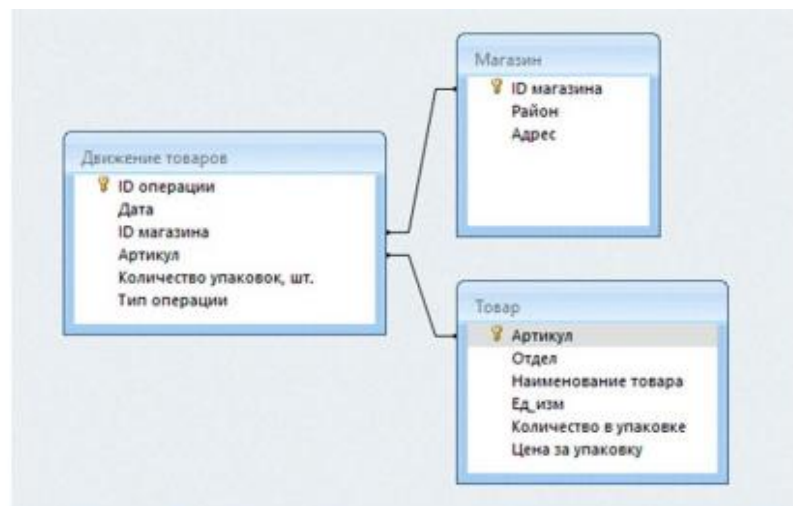 Магазин
ID магазина
Район
Адрес
Движение товаров
ID операции
Дата
ID магазина
Артикул
Количество упаковок, шт.
Тип операции
Товар
Артикул
Отдел
Наименование товара
Ед_изм
Количество в упаковке
Цена за упаковку